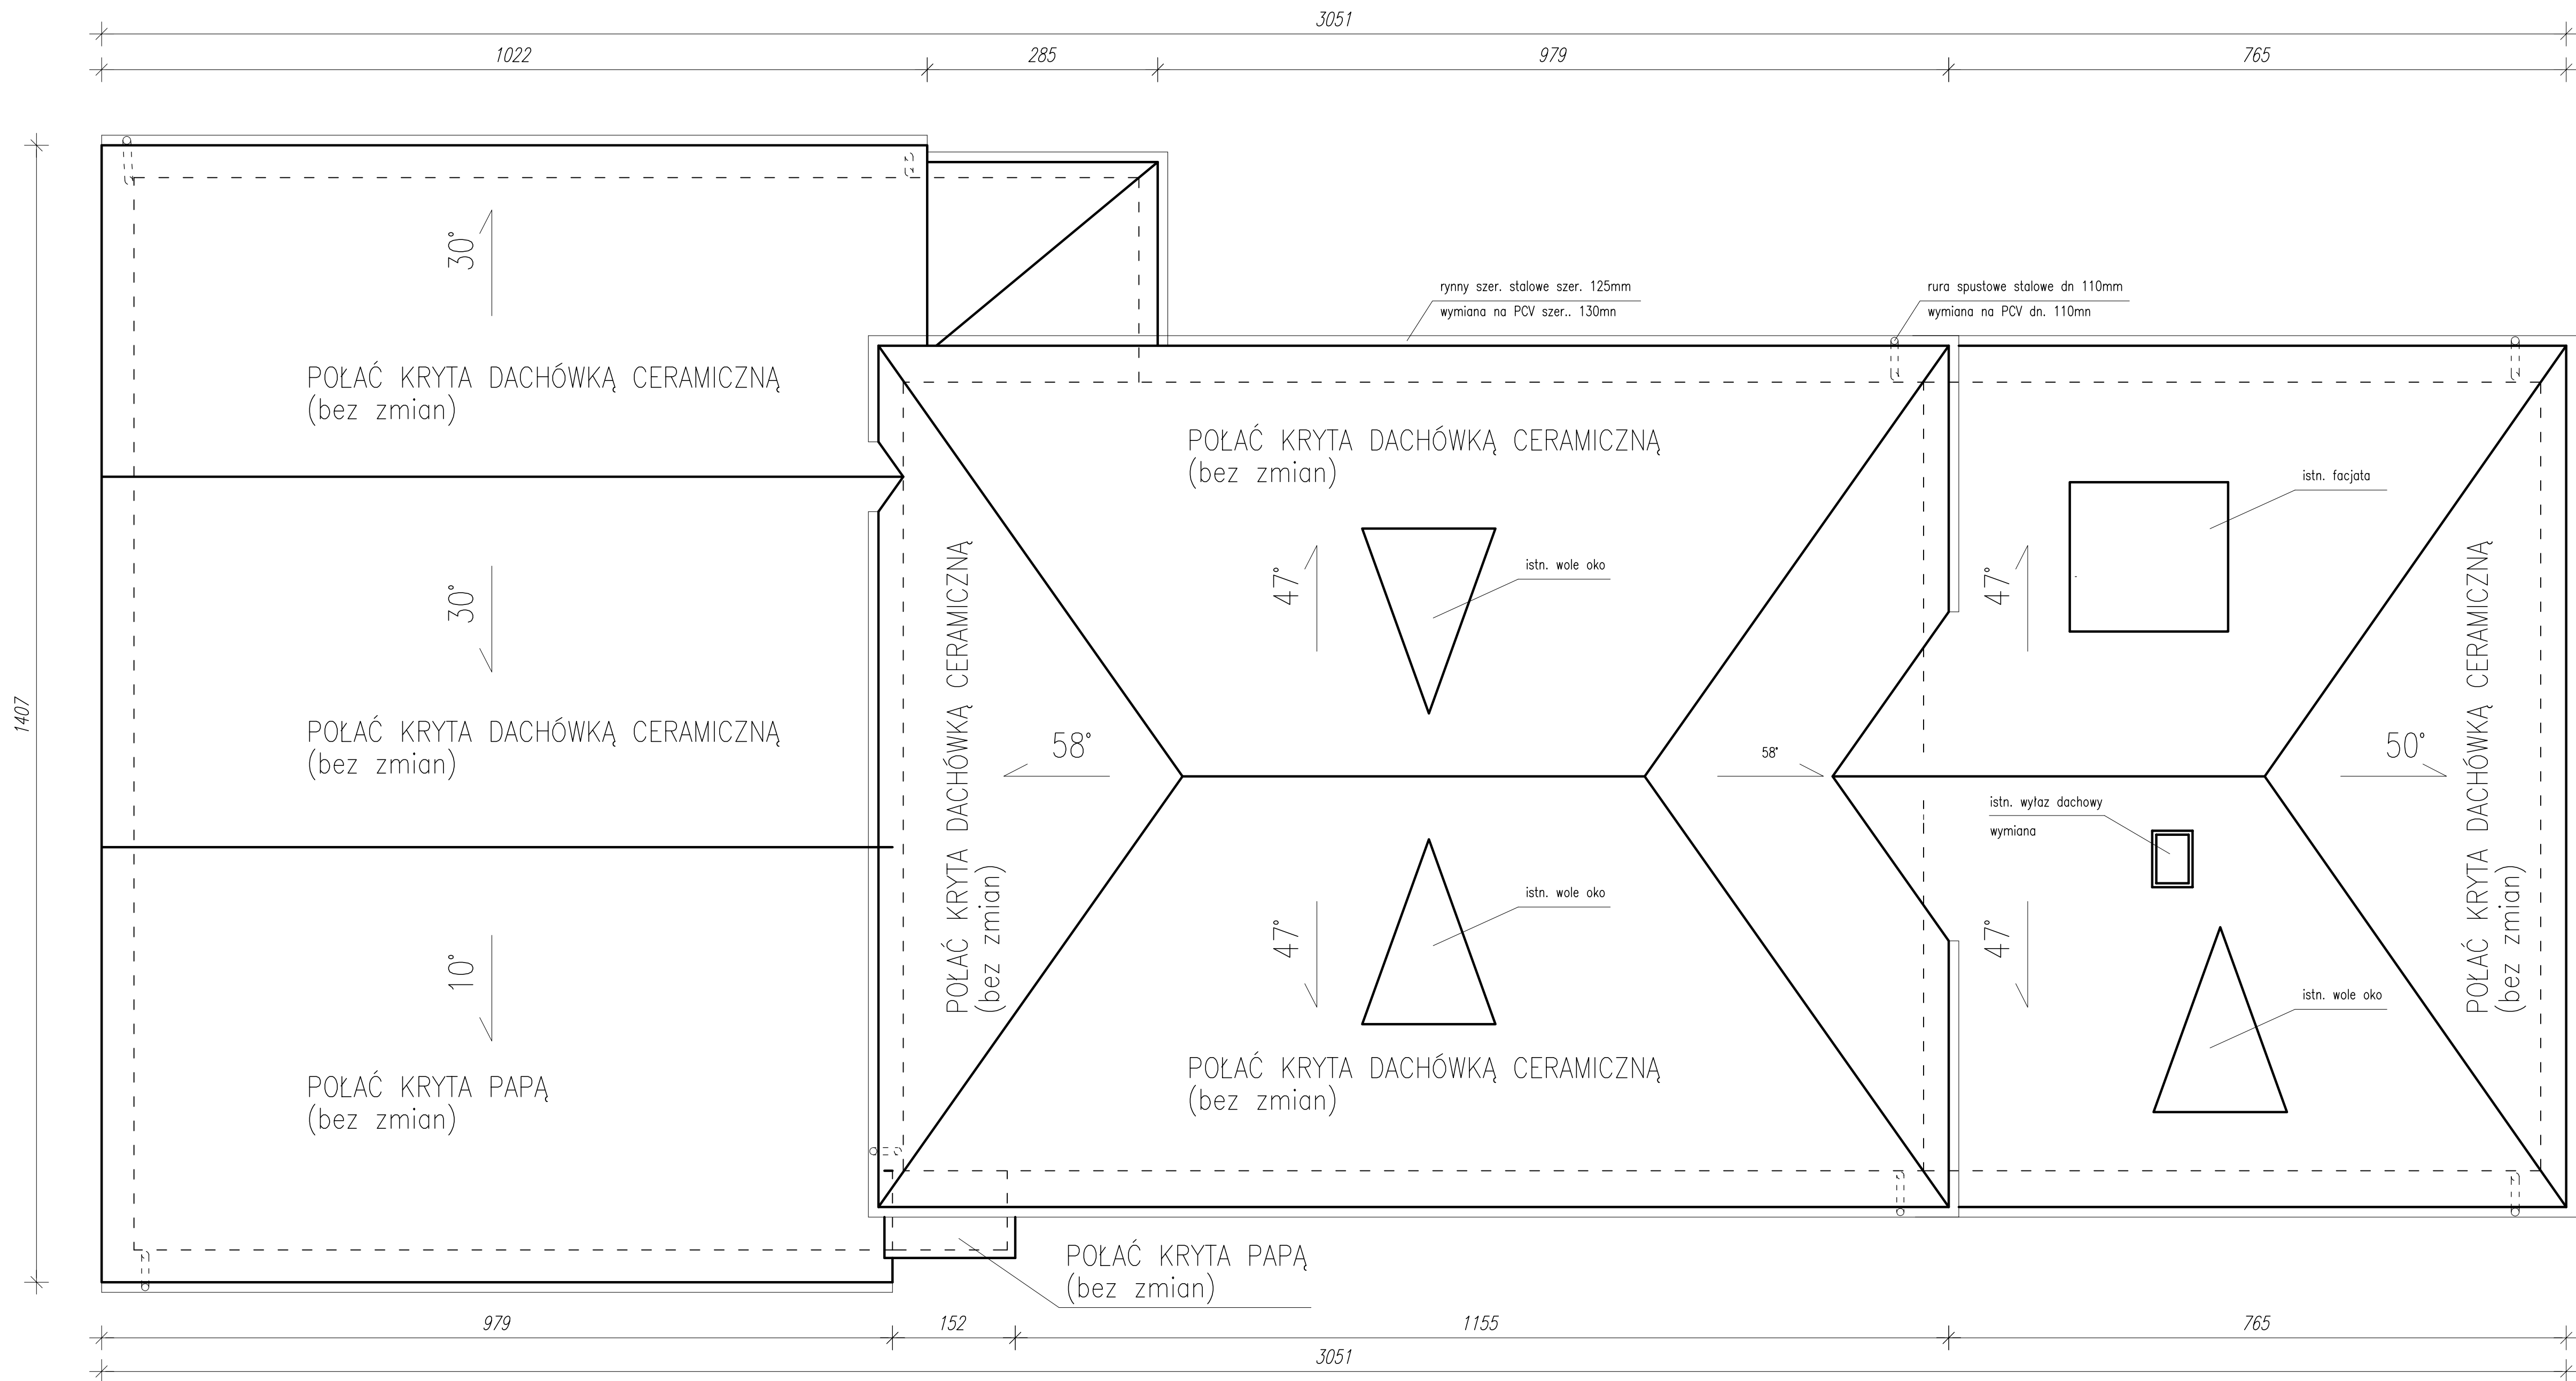 3051
1022
285
979
765
1407
30°
POŁAĆ KRYTA DACHÓWKĄ CERAMICZNĄ
(bez zmian)
30°
POŁAĆ KRYTA DACHÓWKĄ CERAMICZNĄ
(bez zmian)
10°
POŁAĆ KRYTA PAPĄ
(bez zmian)
rynny szer. stalowe szer. 125mm
wymiana na PCV szer.. 130mn
rura spustowe stalowe dn 110mm
wymiana na PCV dn. 110mn
POŁAĆ KRYTA DACHÓWKĄ CERAMICZNĄ
(bez zmian)
POŁAĆ KRYTA DACHÓWKĄ CERAMICZNĄ
(bez zmian)
58°
47°
istn. wole oko
58°
47°
istn. wole oko
POŁAĆ KRYTA DACHÓWKĄ CERAMICZNĄ
(bez zmian)
47°
istn. facjata
istn. wyłaz dachowy
wymiana
50°
47°
istn. wole oko
POŁAĆ KRYTA DACHÓWKĄ CERAMICZNĄ
(bez zmian)
POŁAĆ KRYTA PAPĄ
(bez zmian)
979
152
1155
765
3051